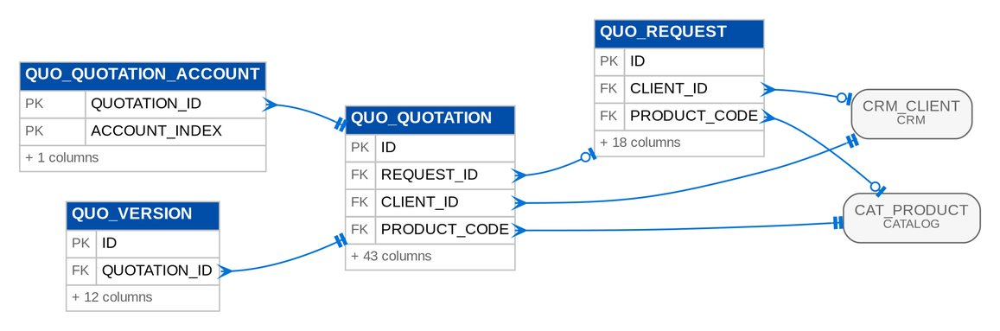 QUO_QUOTATION_ACCOUNT
PK QUOTATION_ID
PK ACCOUNT_INDEX
+ 1 columns
QUO_VERSION
PK ID
FK QUOTATION_ID
+ 12 columns
QUO_QUOTATION
PK ID
FK REQUEST_ID
FK CLIENT_ID
FK PRODUCT_CODE
+ 43 columns
QUO_REQUEST
PK ID
FK CLIENT_ID
FK PRODUCT_CODE
+ 18 columns
CRM_CLIENT
CRM
CAT_PRODUCT
CATALOG